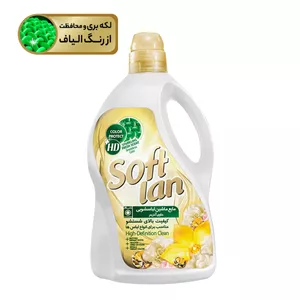 لکه بری و محافظت
از رنگ الیاف
COLOR
PROTECT
HD
Soft
lan
مایع ماشین لباسشویی
کیفیت بالای شستشو
مناسب برای انواع لباس ها
High-Definition Clean